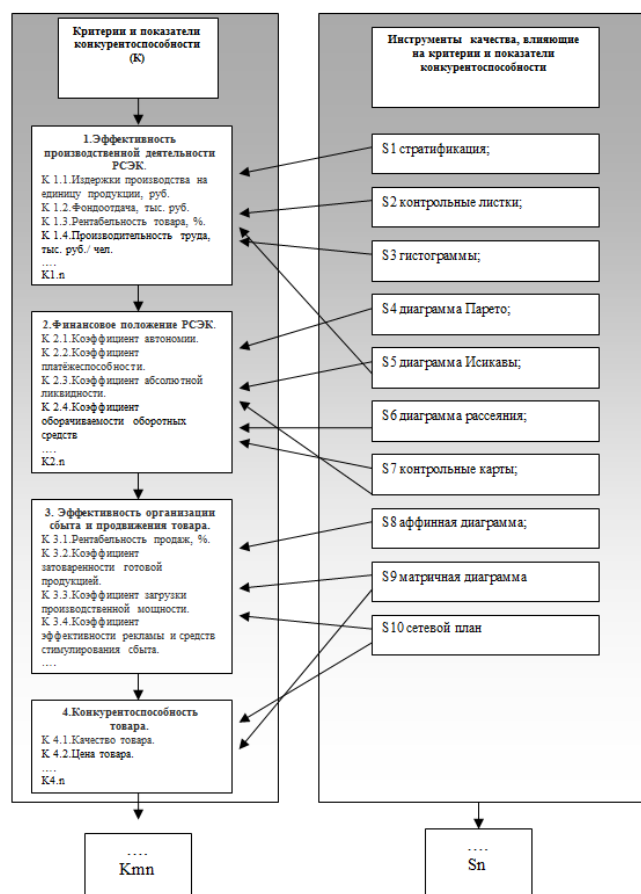 Критерии и показатели
конкурентоспособности
(К)
1.Эффективность
производственной деятельности
РСЭК.
К 1.1.Издержки производства на
единицу продукции, руб.
К 1.2.Фондоотдача, тыс. руб.
К 1.3.Рентабельность товара, %.
К 1.4.Производительность труда,
тыс. руб./ чел.
….
К1.n
2.Финансовое положение РСЭК.
К 2.1.Коэффициент автономии.
К 2.2.Коэффициент
платёжеспособности.
К 2.3.Коэффициент абсолютной
ликвидности.
К 2.4.Коэффициент
оборачиваемости оборотных
средств
….
К2.n
3. Эффективность организации
сбыта и продвижения товара.
К 3.1.Рентабельность продаж, %.
К 3.2.Коэффициент
затоваренности готовой
продукцией.
К 3.3.Коэффициент загрузки
производственной мощности.
К 3.4.Коэффициент
эффективности рекламы и средств
стимулирования сбыта.
….
4.Конкурентоспособность
товара.
К 4.1.Качество товара.
К 4.2.Цена товара.
….
К4.n
….
Kmn
Инструменты качества, влияющие
на критерии и показатели
конкурентоспособности
S1 стратификация;
S2 контрольные листки;
S3 гистограммы;
S4 диаграмма Парето;
S5 диаграмма Исикавы;
S6 диаграмма рассеяния;
S7 контрольные карты;
S8 аффинная диаграмма;
S9 матричная диаграмма
S10 сетевой план
….
Sn